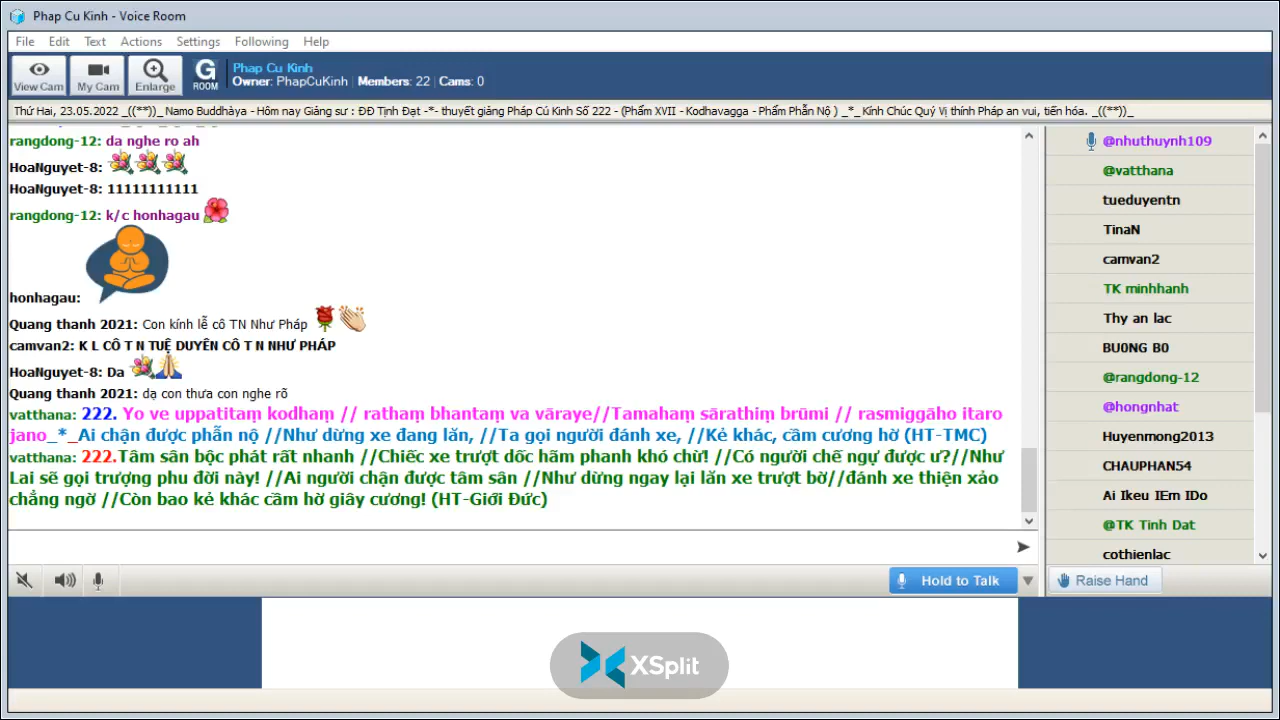 Phap Cu Kinh - Voice Room
File Edit Text Actions Settings Following Help
View Cam My Cam Enlarge G ROOM
Phap Cu Kinh
Owner: PhapCuKinh | Members: 22 | Cams: 0
Thứ Hai, 23.05.2022 _((**))_ Namo Buddhàya - Hôm nay Giảng sư : ĐĐ Tịnh Đạt -*- thuyết giảng Pháp Cú Kinh Số 222 - (Phẩm XVII - Kodhavagga - Phẩm Phẫn Nộ ) _*_ Kính Chúc Quý Vị thính Pháp an vui, tiến hóa. _((**))_
rangdong-12: da nghe ro ah
HoaNguyet-8:
HoaNguyet-8: 11111111111
rangdong-12: k/c honhagau
honhagau:
Quang thanh 2021: Con kính lễ cô TN Như Pháp
camvan2: K L CÔ T N TUỆ DUYÊN CÔ T N NHƯ PHÁP
HoaNguyet-8: Da
Quang thanh 2021: dạ con thưa con nghe rõ
vatthana: 222. Yo ve uppatitaṃ kodhaṃ // rathaṃ bhantaṃ va vāraye//Tamahaṃ sārathiṃ brūmi // rasmiggāho itaro
jano_*_Ai chận được phẫn nộ //Như dừng xe đang lăn, //Ta gọi người đánh xe, //Kẻ khác, cầm cương hờ (HT-TMC)
vatthana: 222.Tâm sân bộc phát rất nhanh //Chiếc xe trượt dốc hãm phanh khó chừ! //Có người chế ngự được ư?//Như
Lai sẽ gọi trượng phu đời này! //Ai người chận được tâm sân //Như dừng ngay lại lăn xe trượt bờ//đánh xe thiện xảo
chẳng ngờ //Còn bao kẻ khác cầm hờ giây cương! (HT-Giới Đức)
@nhuthuynh109
@vatthana
tueduyentn
TinaN
camvan2
TK minhhanh
Thy an lac
BU0NG B0
@rangdong-12
@hongnhat
Huyenmong2013
CHAUPHAN54
Ai Ikeu IEm IDo
@TK Tinh Dat
cothienlac
Hold to Talk
Raise Hand
XSplit